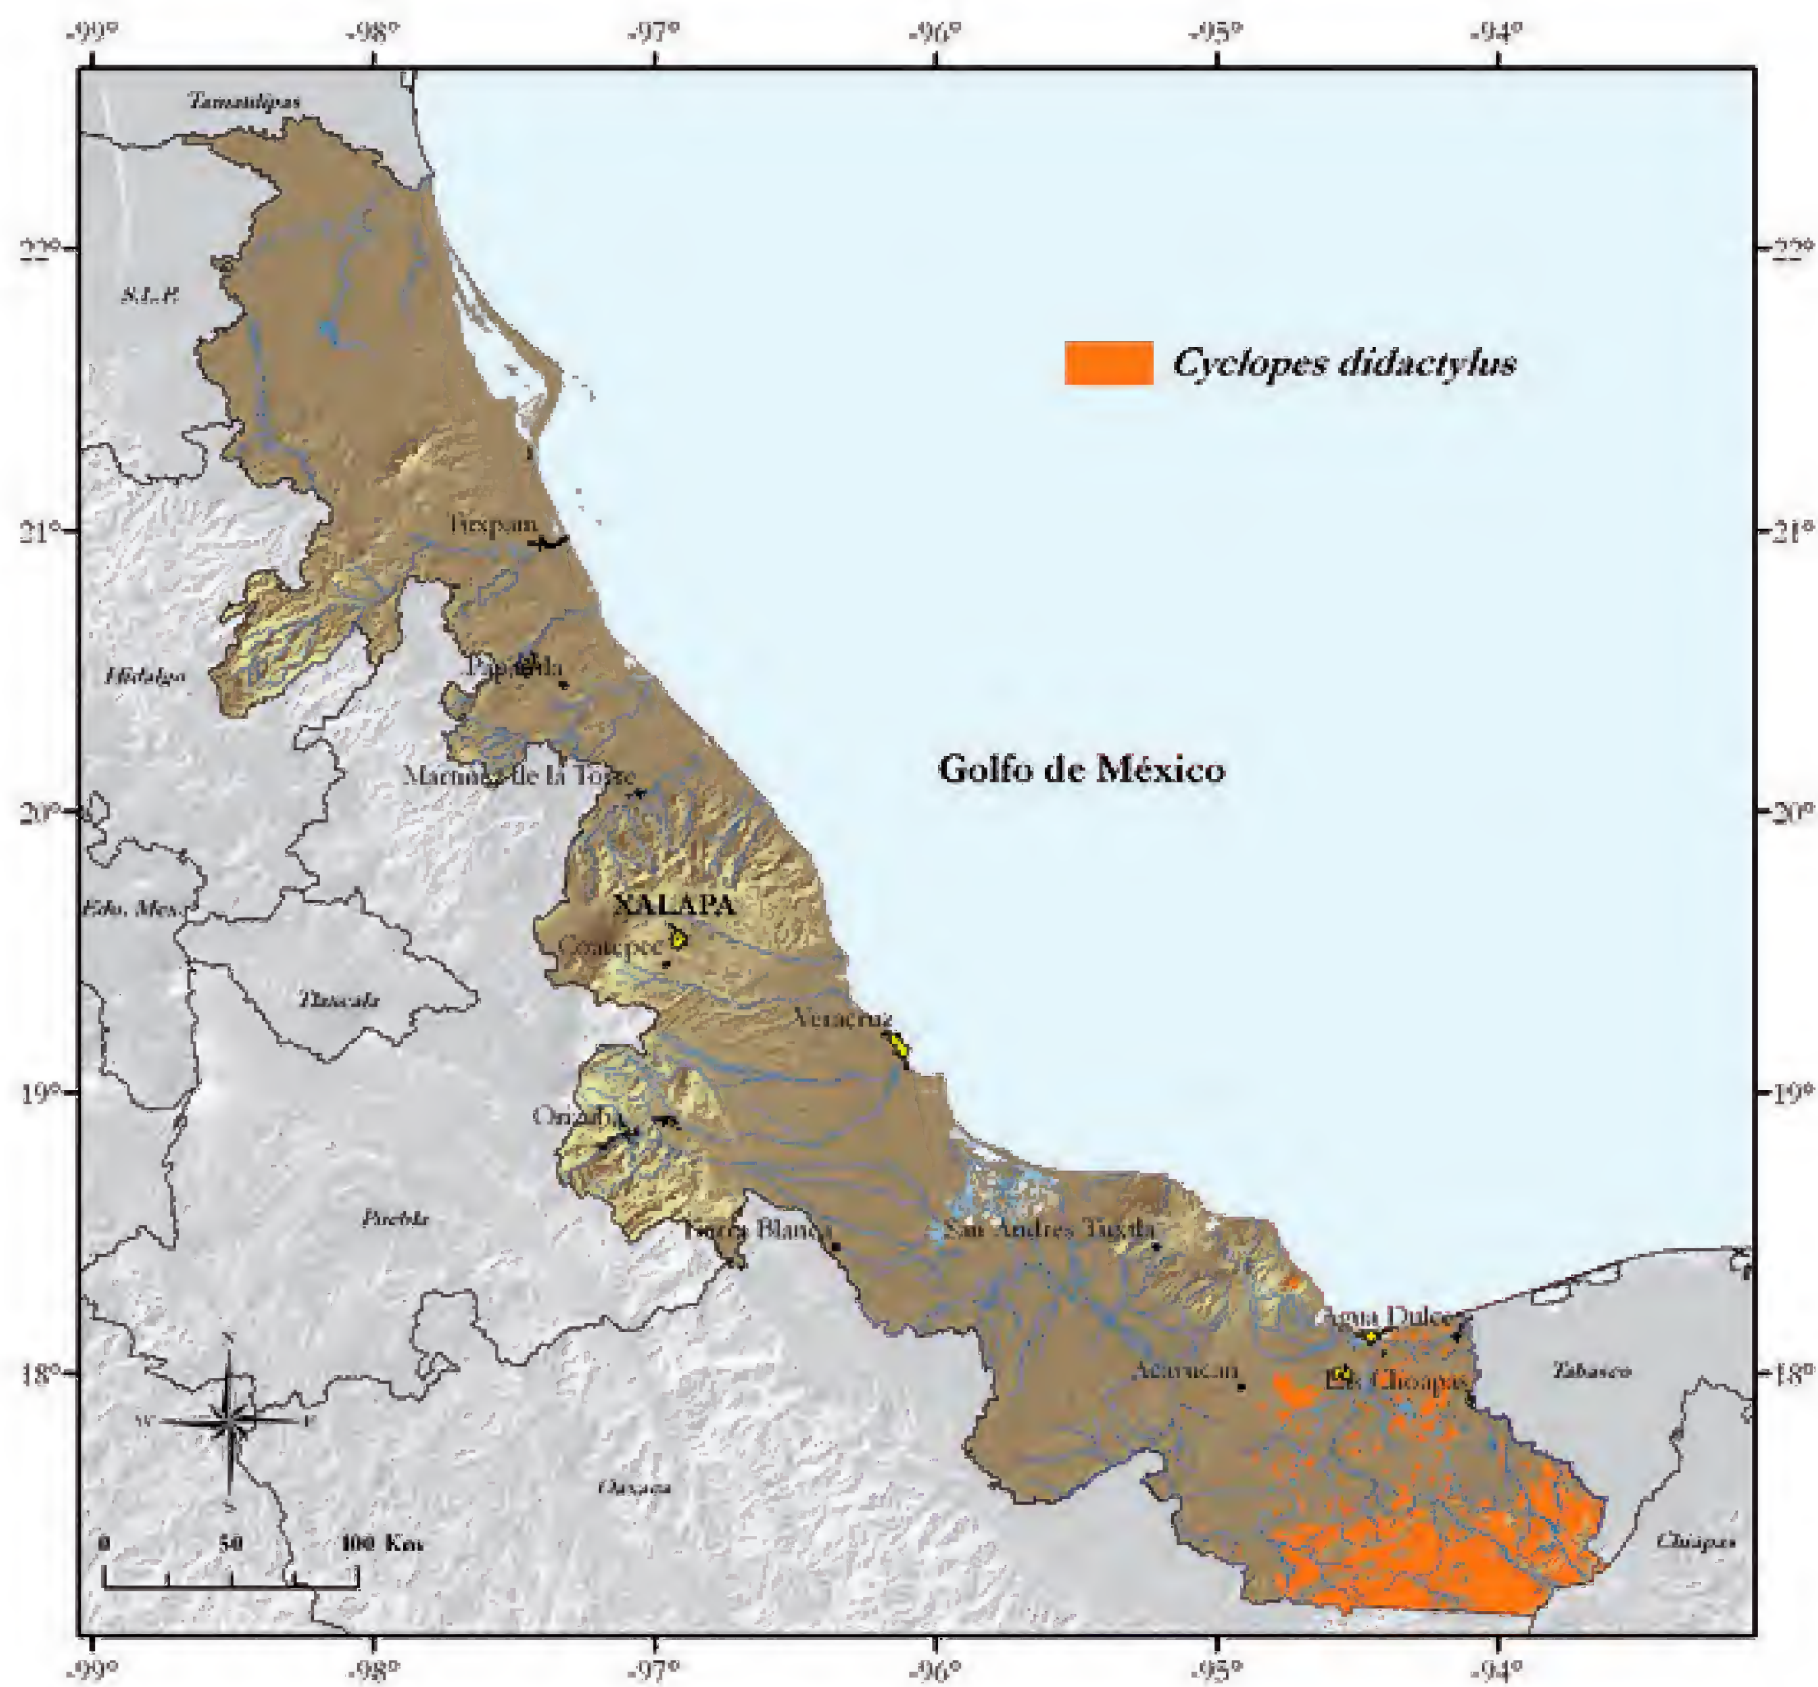 -99° -98° -97° -96° -95° -94°
Tamaulipas
22° 22°
S.L.P.
Cyclopes didactylus
Tuxpam
21° 21°
Papantla
Hidalgo
Golfo de México
Martínez de la Torre
20° 20°
XALAPA
Edo. Mex.
Coatepec
Tlaxcala
Veracruz
19° 19°
Orizaba
Puebla
Tierra Blanca
San Andres Tuxtla
Agua Dulce
18° 18°
Acayucan
Las Choapas
Tabasco
N
W E
S
Oaxaca
Chiapas
0 50 100 Km
-99° -98° -97° -96° -95° -94°